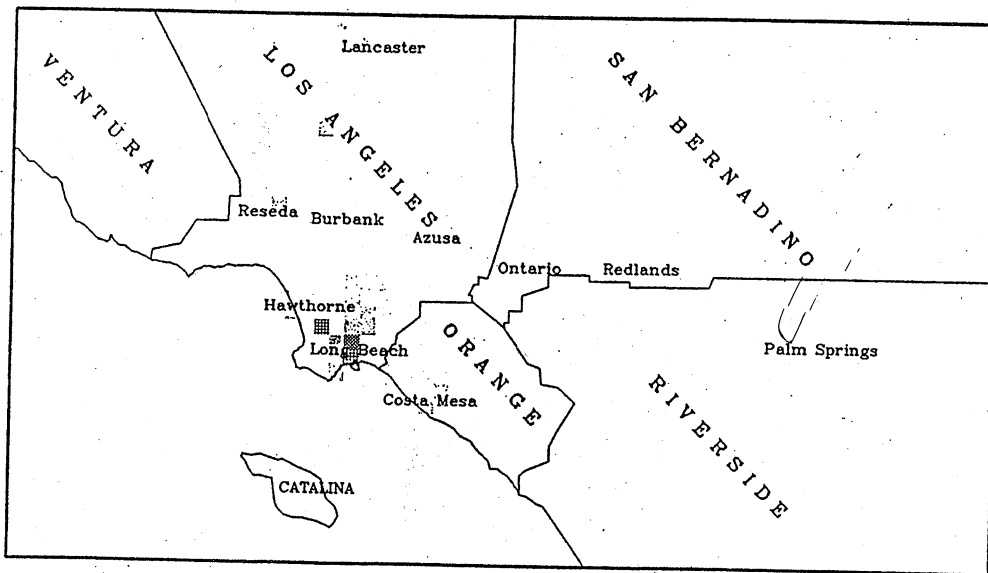 Lancaster
VENTURA
LOS ANGELES
SAN BERNADINO
Reseda
Burbank
Azusa
Ontario
Redlands
Hawthorne
Long Beach
ORANGE
Palm Springs
Costa Mesa
RIVERSIDE
CATALINA